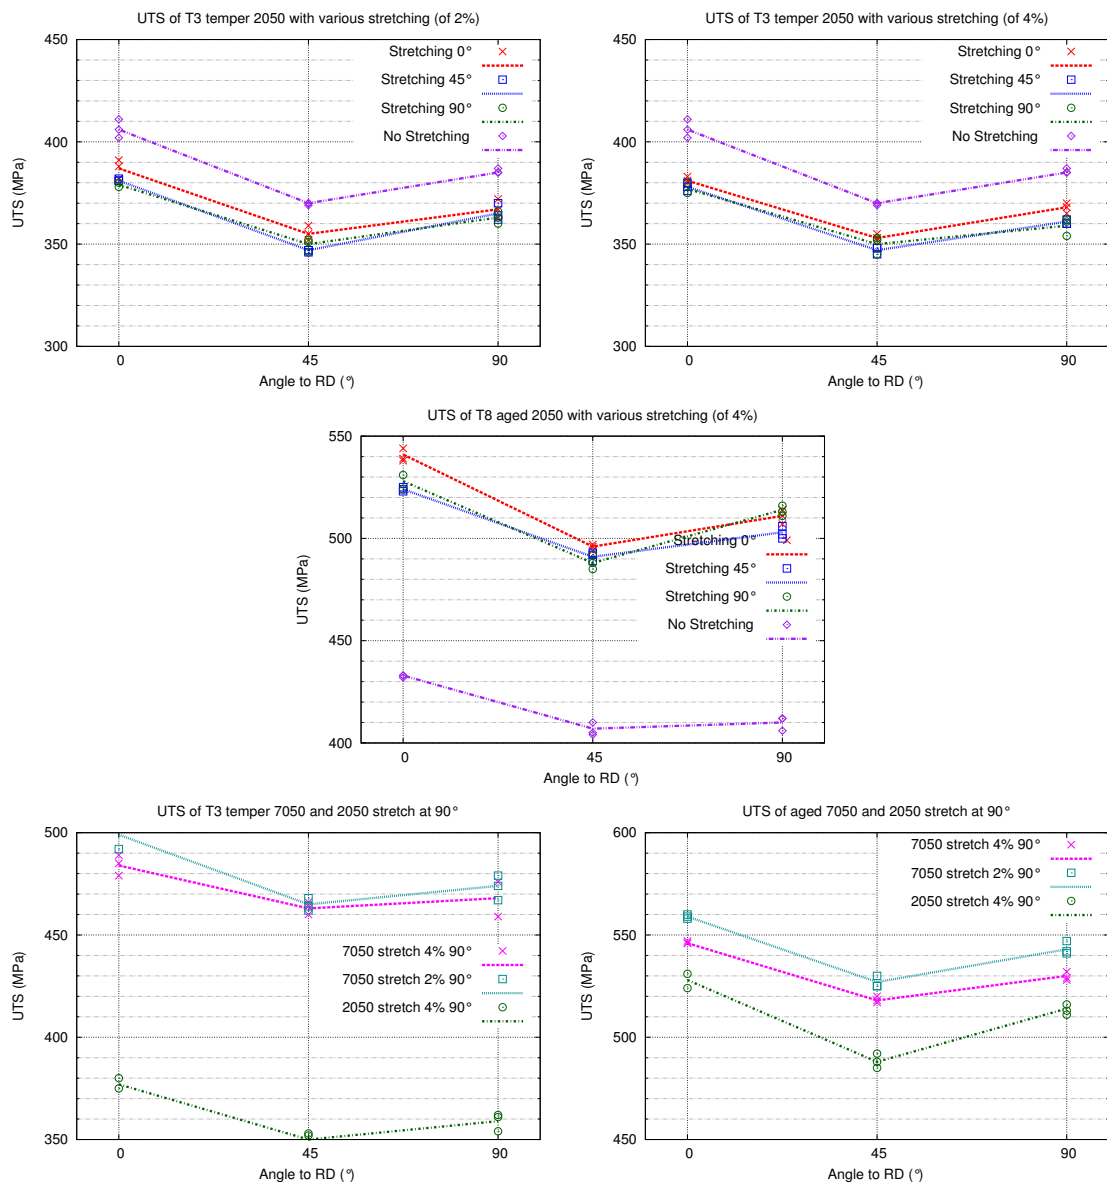 UTS of T3 temper 2050 with various stretching (of 2%)
450
400
350
300
UTS (MPa)
0
45
90
Angle to RD (°)
Stretching 0°
Stretching 45°
Stretching 90°
No Stretching
UTS of T3 temper 2050 with various stretching (of 4%)
450
400
350
300
UTS (MPa)
0
45
90
Angle to RD (°)
Stretching 0°
Stretching 45°
Stretching 90°
No Stretching
UTS of T8 aged 2050 with various stretching (of 4%)
550
500
450
400
UTS (MPa)
0
45
90
Angle to RD (°)
Stretching 0°
Stretching 45°
Stretching 90°
No Stretching
UTS of T3 temper 7050 and 2050 stretch at 90°
500
450
400
350
UTS (MPa)
0
45
90
Angle to RD (°)
7050 stretch 4% 90°
7050 stretch 2% 90°
2050 stretch 4% 90°
UTS of aged 7050 and 2050 stretch at 90°
600
550
500
450
UTS (MPa)
0
45
90
Angle to RD (°)
7050 stretch 4% 90°
7050 stretch 2% 90°
2050 stretch 4% 90°